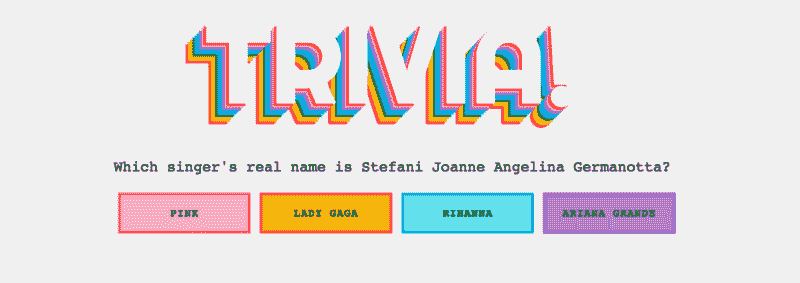 TRIVIA!
Which singer's real name is Stefani Joanne Angelina Germanotta?
PINK
LADY GAGA
RIHANNA
ARIANA GRANDE